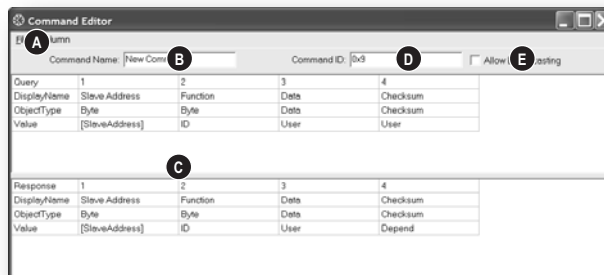 Command Editor
A lumn
Command Name: New Com B Command ID: 0x9 D Allow E asting
Query 1 2 3 4
DisplayName Slave Address Function Data Checksum
ObjectType Byte Byte Data Checksum
Value [SlaveAddress] ID User User
C
Response 1 2 3 4
DisplayName Slave Address Function Data Checksum
ObjectType Byte Byte Data Checksum
Value [SlaveAddress] ID User Depend